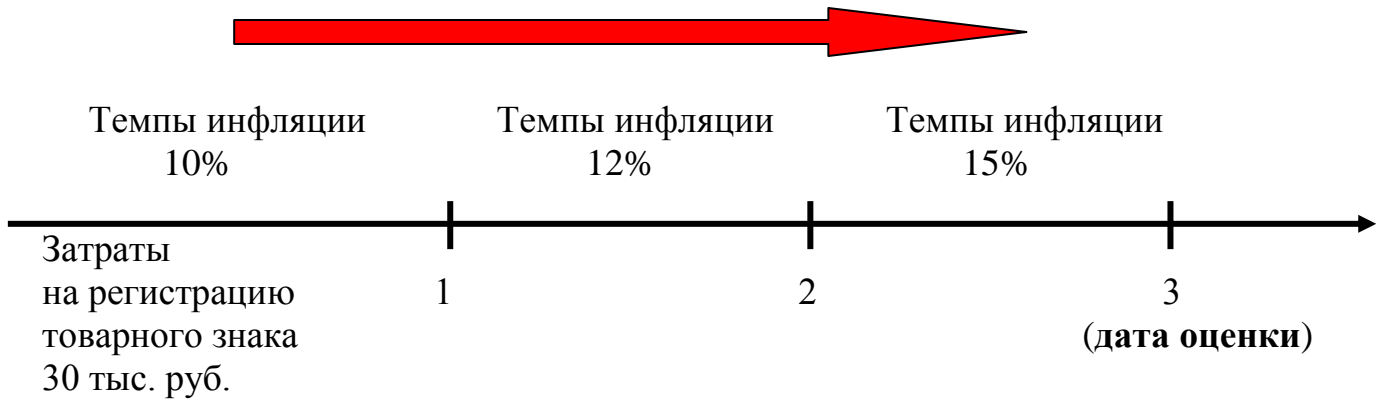 Темпы инфляции Темпы инфляции Темпы инфляции
10% 12% 15%
Затраты
на регистрацию 1 2 3
товарного знака (дата оценки)
30 тыс. руб.